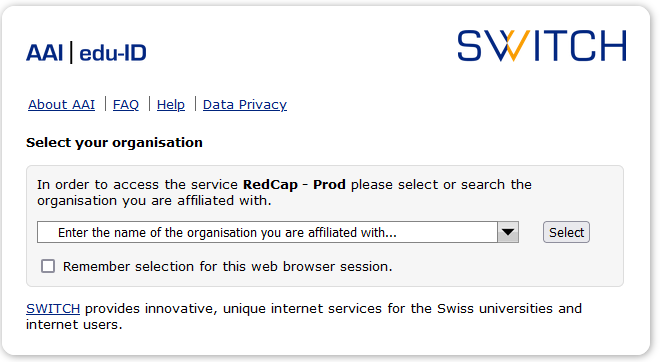 AAI | edu-ID
SWITCH
About AAI | FAQ | Help | Data Privacy
Select your organisation
In order to access the service RedCap - Prod please select or search the
organisation you are affiliated with.
Enter the name of the organisation you are affiliated with... Select
Remember selection for this web browser session.
SWITCH provides innovative, unique internet services for the Swiss universities and
internet users.